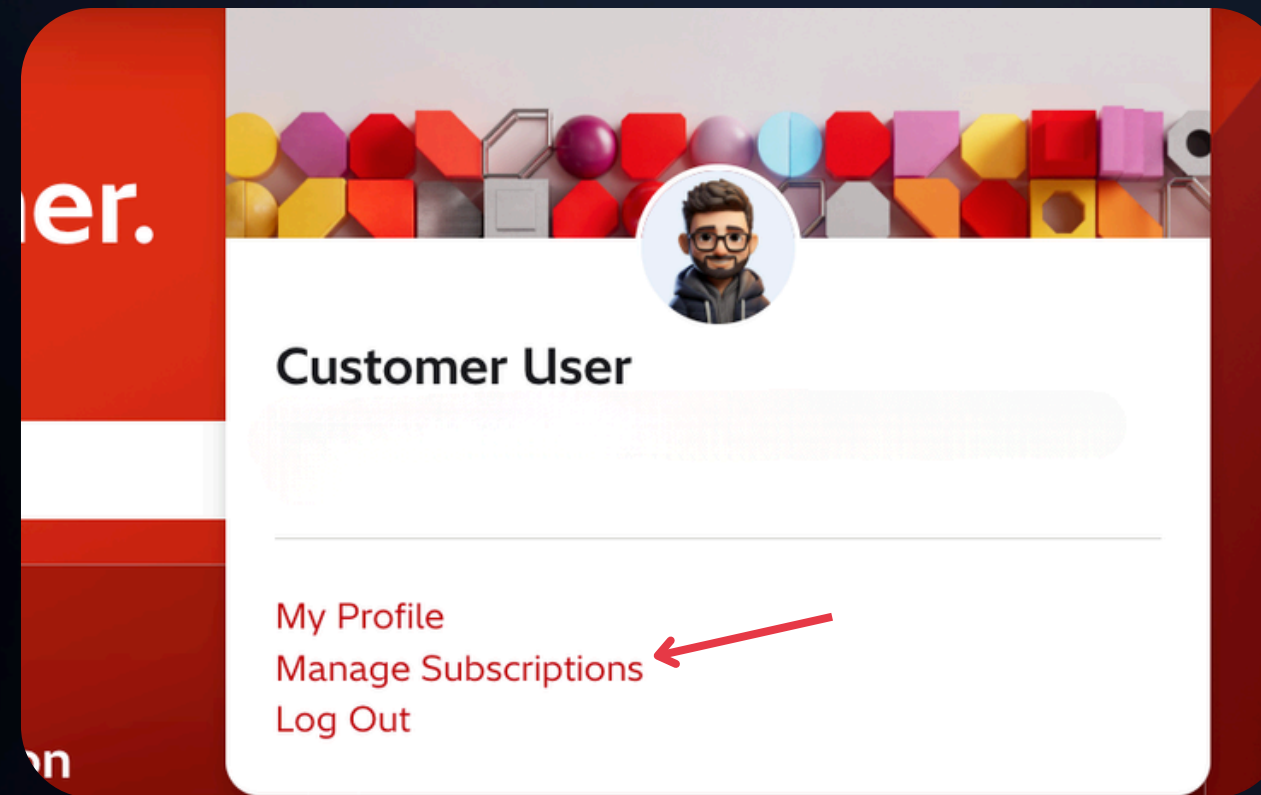 er.
Customer User
My Profile
Manage Subscriptions
Log Out
on